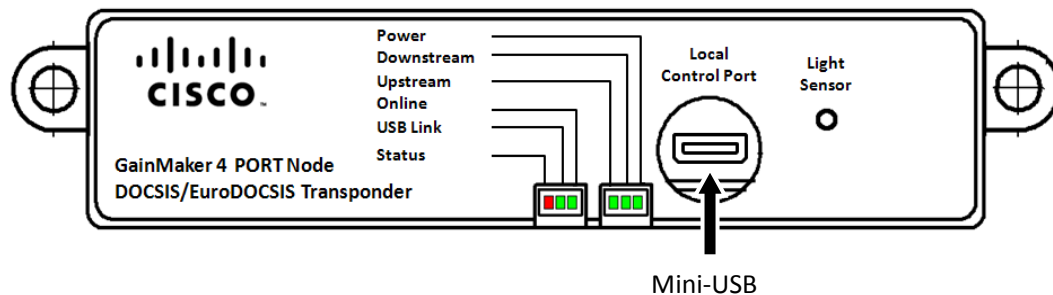 CISCO™
Power
Downstream
Upstream
Online
USB Link
Status
GainMaker 4 PORT Node
DOCSIS/EuroDOCSIS Transponder
Local
Control Port
Light
Sensor
Mini-USB